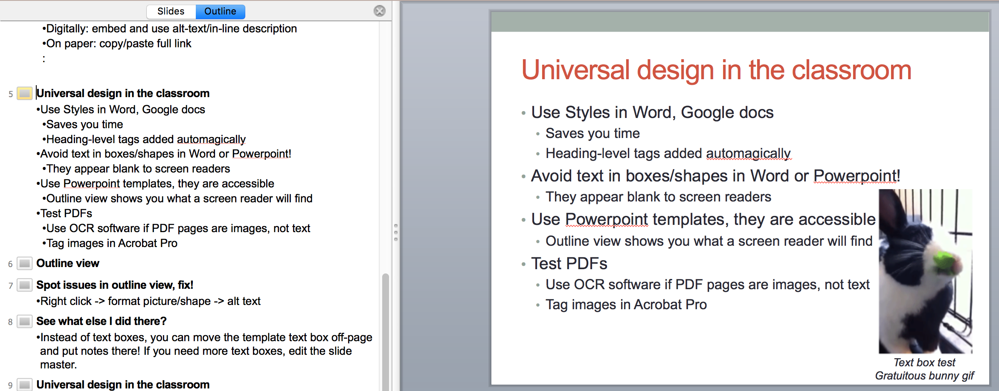 Slides Outline
•Digitally: embed and use alt-text/in-line description
•On paper: copy/paste full link
:
5 Universal design in the classroom
•Use Styles in Word, Google docs
•Saves you time
•Heading-level tags added automagically
•Avoid text in boxes/shapes in Word or Powerpoint!
•They appear blank to screen readers
•Use Powerpoint templates, they are accessible
•Outline view shows you what a screen reader will find
•Test PDFs
•Use OCR software if PDF pages are images, not text
•Tag images in Acrobat Pro
6 Outline view
7 Spot issues in outline view, fix!
•Right click -> format picture/shape -> alt text
8 See what else I did there?
•Instead of text boxes, you can move the template text box off-page
and put notes there! If you need more text boxes, edit the slide
master.
9 Universal design in the classroom
Universal design in the classroom
• Use Styles in Word, Google docs
• Saves you time
• Heading-level tags added automagically
• Avoid text in boxes/shapes in Word or Powerpoint!
• They appear blank to screen readers
• Use Powerpoint templates, they are accessible
• Outline view shows you what a screen reader will find
• Test PDFs
• Use OCR software if PDF pages are images, not text
• Tag images in Acrobat Pro
Text box test
Gratuitous bunny gif